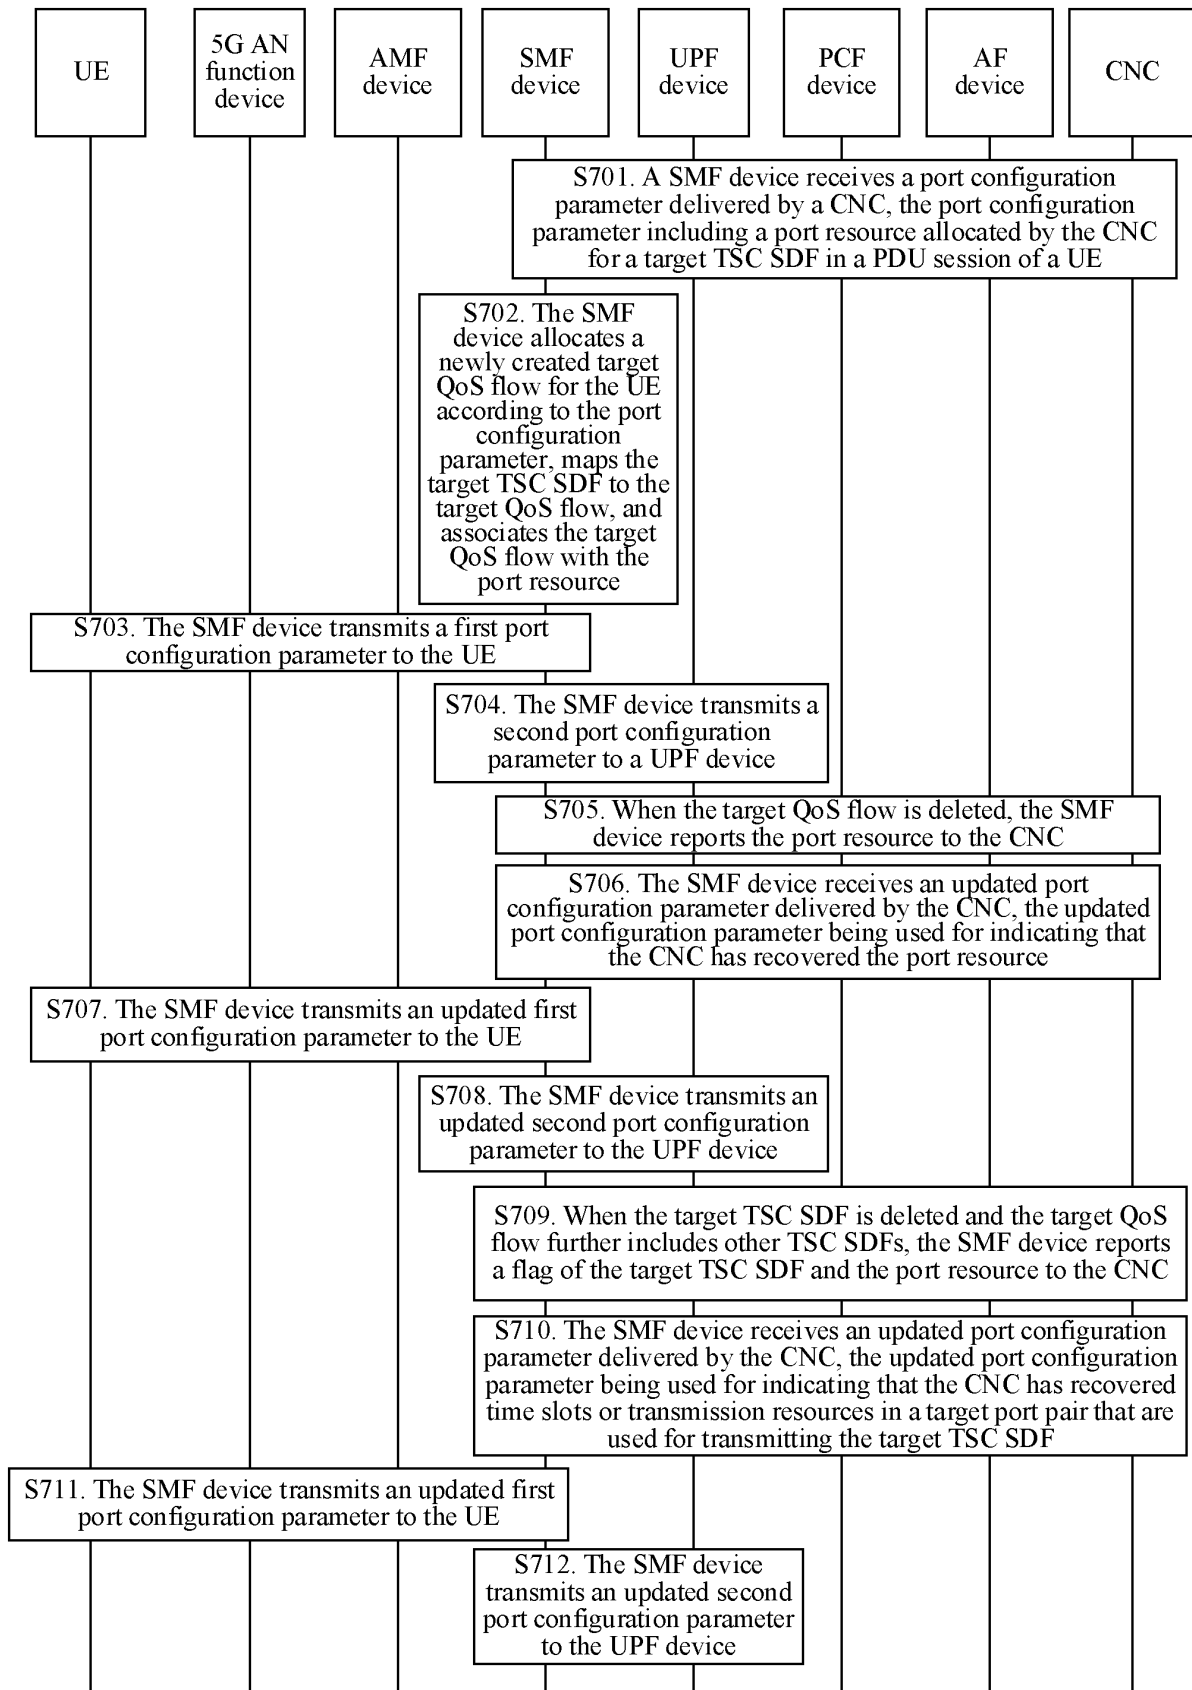 UE
5G AN
function
device
AMF
device
SMF
device
UPF
device
PCF
device
AF
device
CNC
S701. A SMF device receives a port configuration
parameter delivered by a CNC, the port configuration
parameter including a port resource allocated by the CNC
for a target TSC SDF in a PDU session of a UE
S702. The SMF
device allocates a
newly created target
QoS flow for the UE
according to the port
configuration
parameter, maps the
target TSC SDF to the
target QoS flow, and
associates the target
QoS flow with the
port resource
S703. The SMF device transmits a first port
configuration parameter to the UE
S704. The SMF device transmits a
second port configuration
parameter to a UPF device
S705. When the target QoS flow is deleted, the SMF
device reports the port resource to the CNC
S706. The SMF device receives an updated port
configuration parameter delivered by the CNC, the updated
port configuration parameter being used for indicating that
the CNC has recovered the port resource
S707. The SMF device transmits an updated first
port configuration parameter to the UE
S708. The SMF device transmits an
updated second port configuration
parameter to the UPF device
S709. When the target TSC SDF is deleted and the target QoS
flow further includes other TSC SDFs, the SMF device reports
a flag of the target TSC SDF and the port resource to the CNC
S710. The SMF device receives an updated port configuration
parameter delivered by the CNC, the updated port configuration
parameter being used for indicating that the CNC has recovered
time slots or transmission resources in a target port pair that are
used for transmitting the target TSC SDF
S711. The SMF device transmits an updated first
port configuration parameter to the UE
S712. The SMF device
transmits an updated second
port configuration parameter
to the UPF device